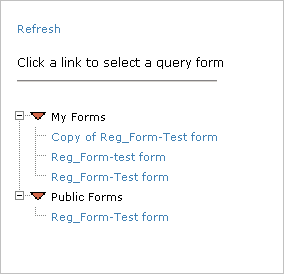 Refresh
Click a link to select a query form
My Forms
Copy of Reg_Form-Test form
Reg_Form-test form
Reg_Form-Test form
Public Forms
Reg_Form-Test form